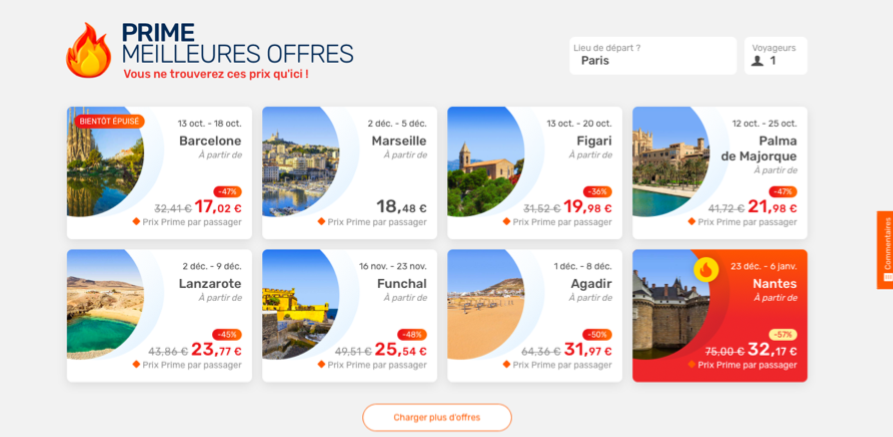 PRIME
MEILLEURES OFFRES
Vous ne trouverez ces prix qu'ici !
Lieu de départ ?
Paris
Voyageurs
1
BIENTÔT ÉPUISÉ
13 oct. - 18 oct.
Barcelone
À partir de
-47%
32,41 € 17,02 €
Prix Prime par passager
2 déc. - 5 déc.
Marseille
À partir de
18,48 €
Prix Prime par passager
13 oct. - 20 oct.
Figari
À partir de
-36%
31,52 € 19,98 €
Prix Prime par passager
12 oct. - 25 oct.
Palma
de Majorque
À partir de
-47%
41,72 € 21,98 €
Prix Prime par passager
2 déc. - 9 déc.
Lanzarote
À partir de
-45%
43,86 € 23,77 €
Prix Prime par passager
16 nov. - 23 nov.
Funchal
À partir de
-48%
49,51 € 25,54 €
Prix Prime par passager
1 déc. - 8 déc.
Agadir
À partir de
-50%
64,36 € 31,97 €
Prix Prime par passager
23 déc. - 6 janv.
Nantes
À partir de
-57%
75,00 € 32,17 €
Prix Prime par passager
Charger plus d'offres
Commentaires